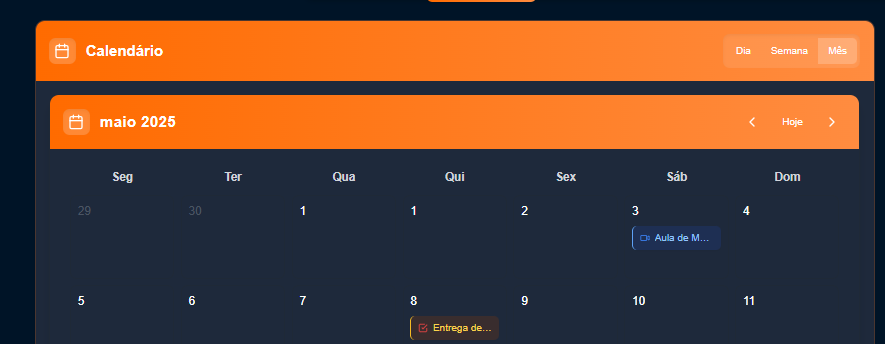 Calendário Dia Semana Mês
maio 2025 Hoje
Seg Ter Qua Qui Sex Sáb Dom
29 30 1 1 2 3 4
Aula de M...
5 6 7 8 9 10 11
Entrega de...